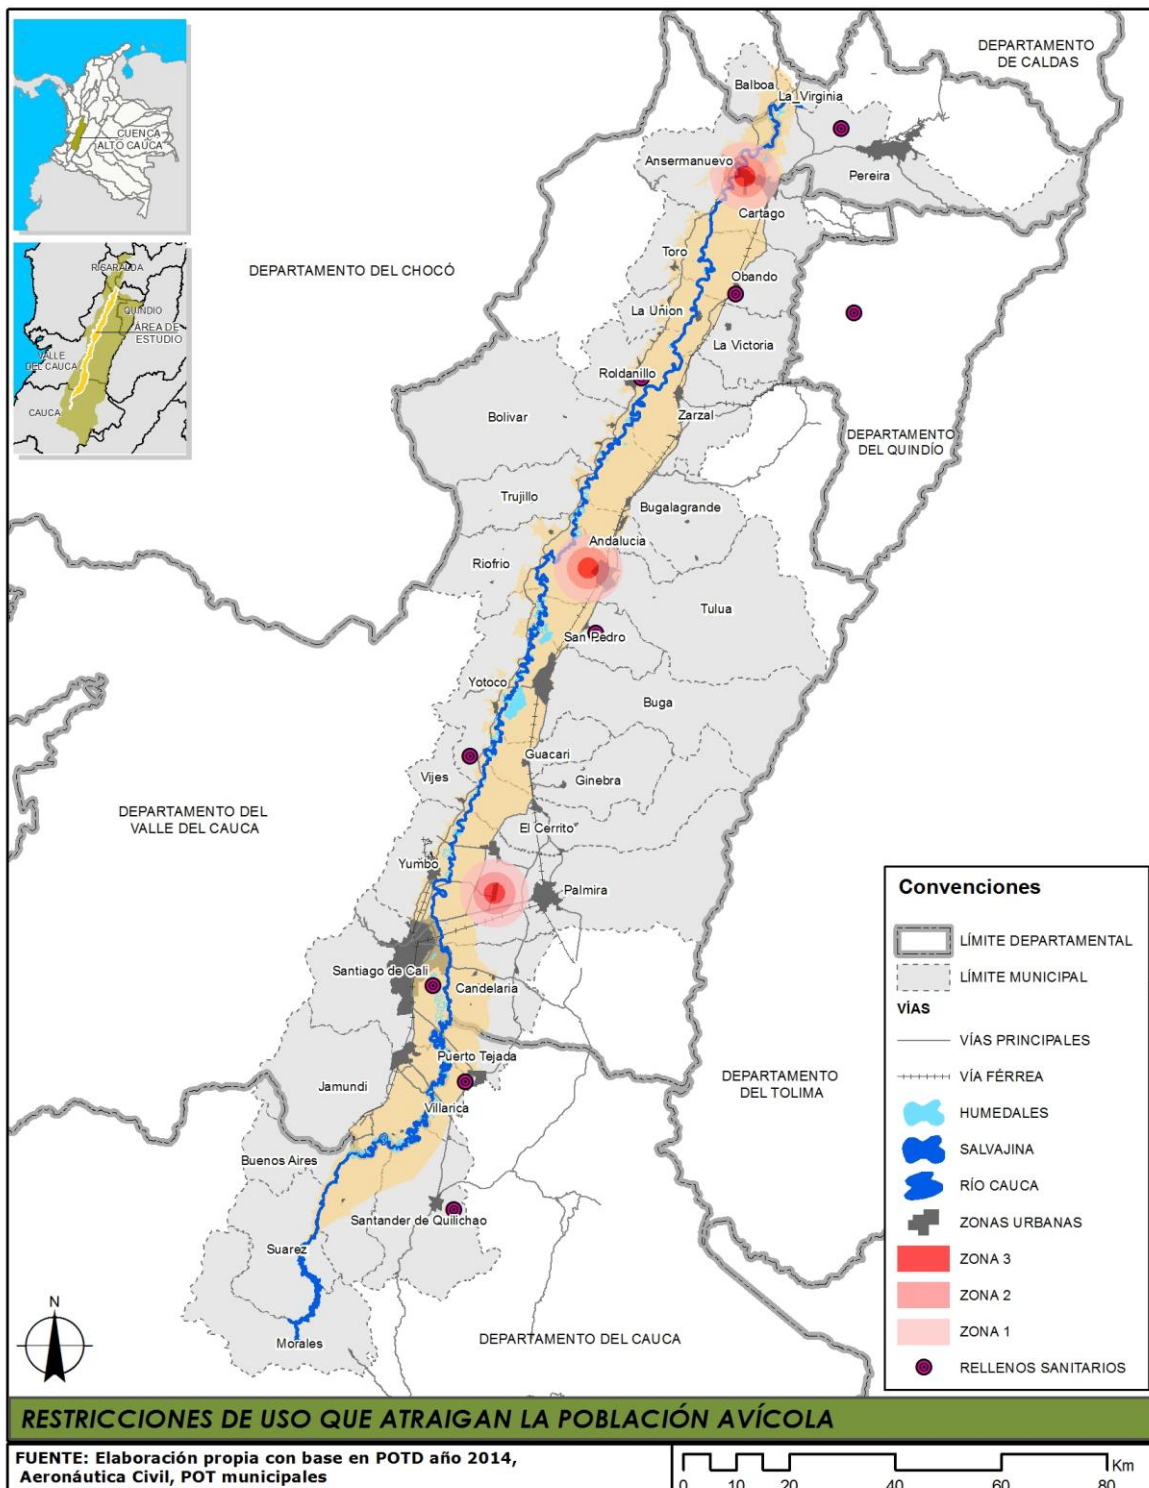 CUENCA
ALTO CAUCA
RISARALDA
QUINDIO
ÁREA DE
ESTUDIO
VALLE
DEL CAUCA
CAUCA
DEPARTAMENTO
DE CALDAS
Balboa
La_Virginia
Ansermanuevo
Pereira
Cartago
DEPARTAMENTO DEL CHOCÓ
Toro
Obando
La Unión
La Victoria
Roldanillo
Bolivar
Zarzal
DEPARTAMENTO
DEL QUINDÍO
Trujillo
Bugalagrande
Andalucia
Riofrio
Tulua
San Pedro
Yotoco
Buga
Guacari
Vijes
Ginebra
DEPARTAMENTO DEL
VALLE DEL CAUCA
El Cerrito
Yumbo
Palmira
Santiago de Cali
Candelaria
Puerto Tejada
Jamundi
DEPARTAMENTO
DEL TOLIMA
Villarica
Buenos Aires
Santander de Quilichao
Suarez
Morales
DEPARTAMENTO DEL CAUCA
N
Convenciones
LÍMITE DEPARTAMENTAL
LÍMITE MUNICIPAL
VÍAS
VÍAS PRINCIPALES
VÍA FÉRREA
HUMEDALES
SALVAJINA
RÍO CAUCA
ZONAS URBANAS
ZONA 3
ZONA 2
ZONA 1
RELLENOS SANITARIOS
RESTRICCIONES DE USO QUE ATRAIGAN LA POBLACIÓN AVÍCOLA
FUENTE: Elaboración propia con base en POTD año 2014,
Aeronáutica Civil, POT municipales
Km
0 10 20 40 60 80